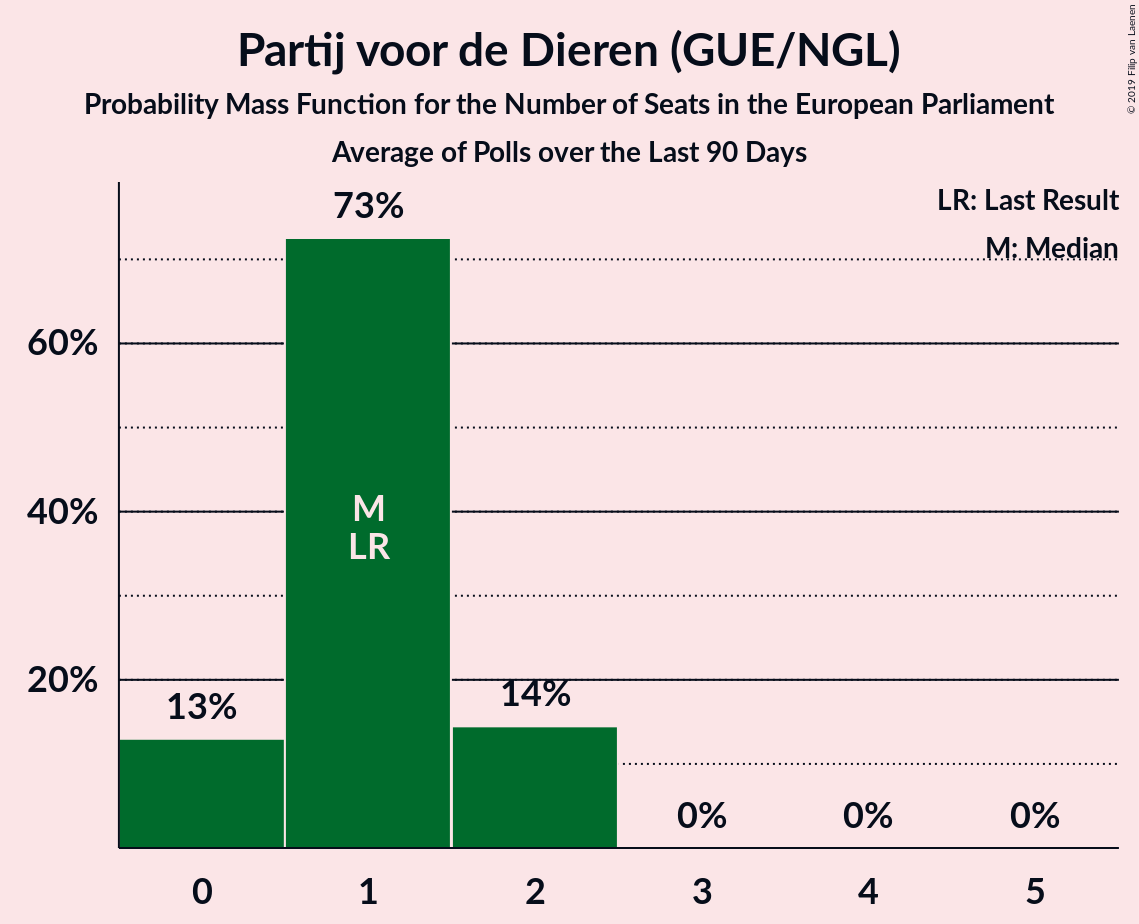 Partij voor de Dieren (GUE/NGL)
Probability Mass Function for the Number of Seats in the European Parliament
Average of Polls over the Last 90 Days
© 2019 Filip van Laenen
LR: Last Result
M: Median
73%
60%
40%
20%
M
LR
13%
14%
0%
0%
0%
0
1
2
3
4
5